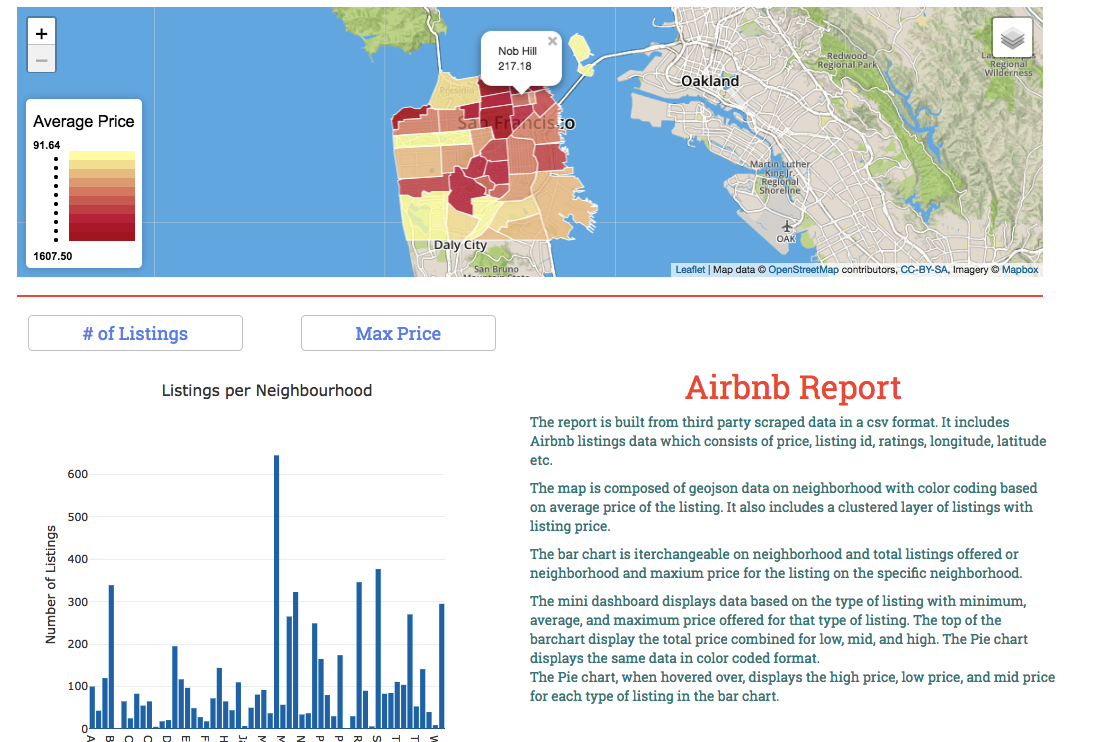 +
−
Nob Hill
217.18
×
Redwood
Regional Park
Regional
Wilderness
Oakland
Presidio
San Francisco
Average Price
91.64
1607.50
Martin Luther
King Jr.
Regional
Shoreline
OAK
Daly City
San Bruno
Leaflet | Map data © OpenStreetMap contributors, CC-BY-SA, Imagery © Mapbox
# of Listings
Max Price
Listings per Neighbourhood
Number of Listings
600
500
400
300
200
100
0
Airbnb Report
The report is built from third party scraped data in a csv format. It includes
Airbnb listings data which consists of price, listing id, ratings, longitude, latitude
etc.
The map is composed of geojson data on neighborhood with color coding based
on average price of the listing. It also includes a clustered layer of listings with
listing price.
The bar chart is iterchangeable on neighborhood and total listings offered or
neighborhood and maxium price for the listing on the specific neighborhood.
The mini dashboard displays data based on the type of listing with minimum,
average, and maximum price offered for that type of listing. The top of the
barchart display the total price combined for low, mid, and high. The Pie chart
displays the same data in color coded format.
The Pie chart, when hovered over, displays the high price, low price, and mid price
for each type of listing in the bar chart.